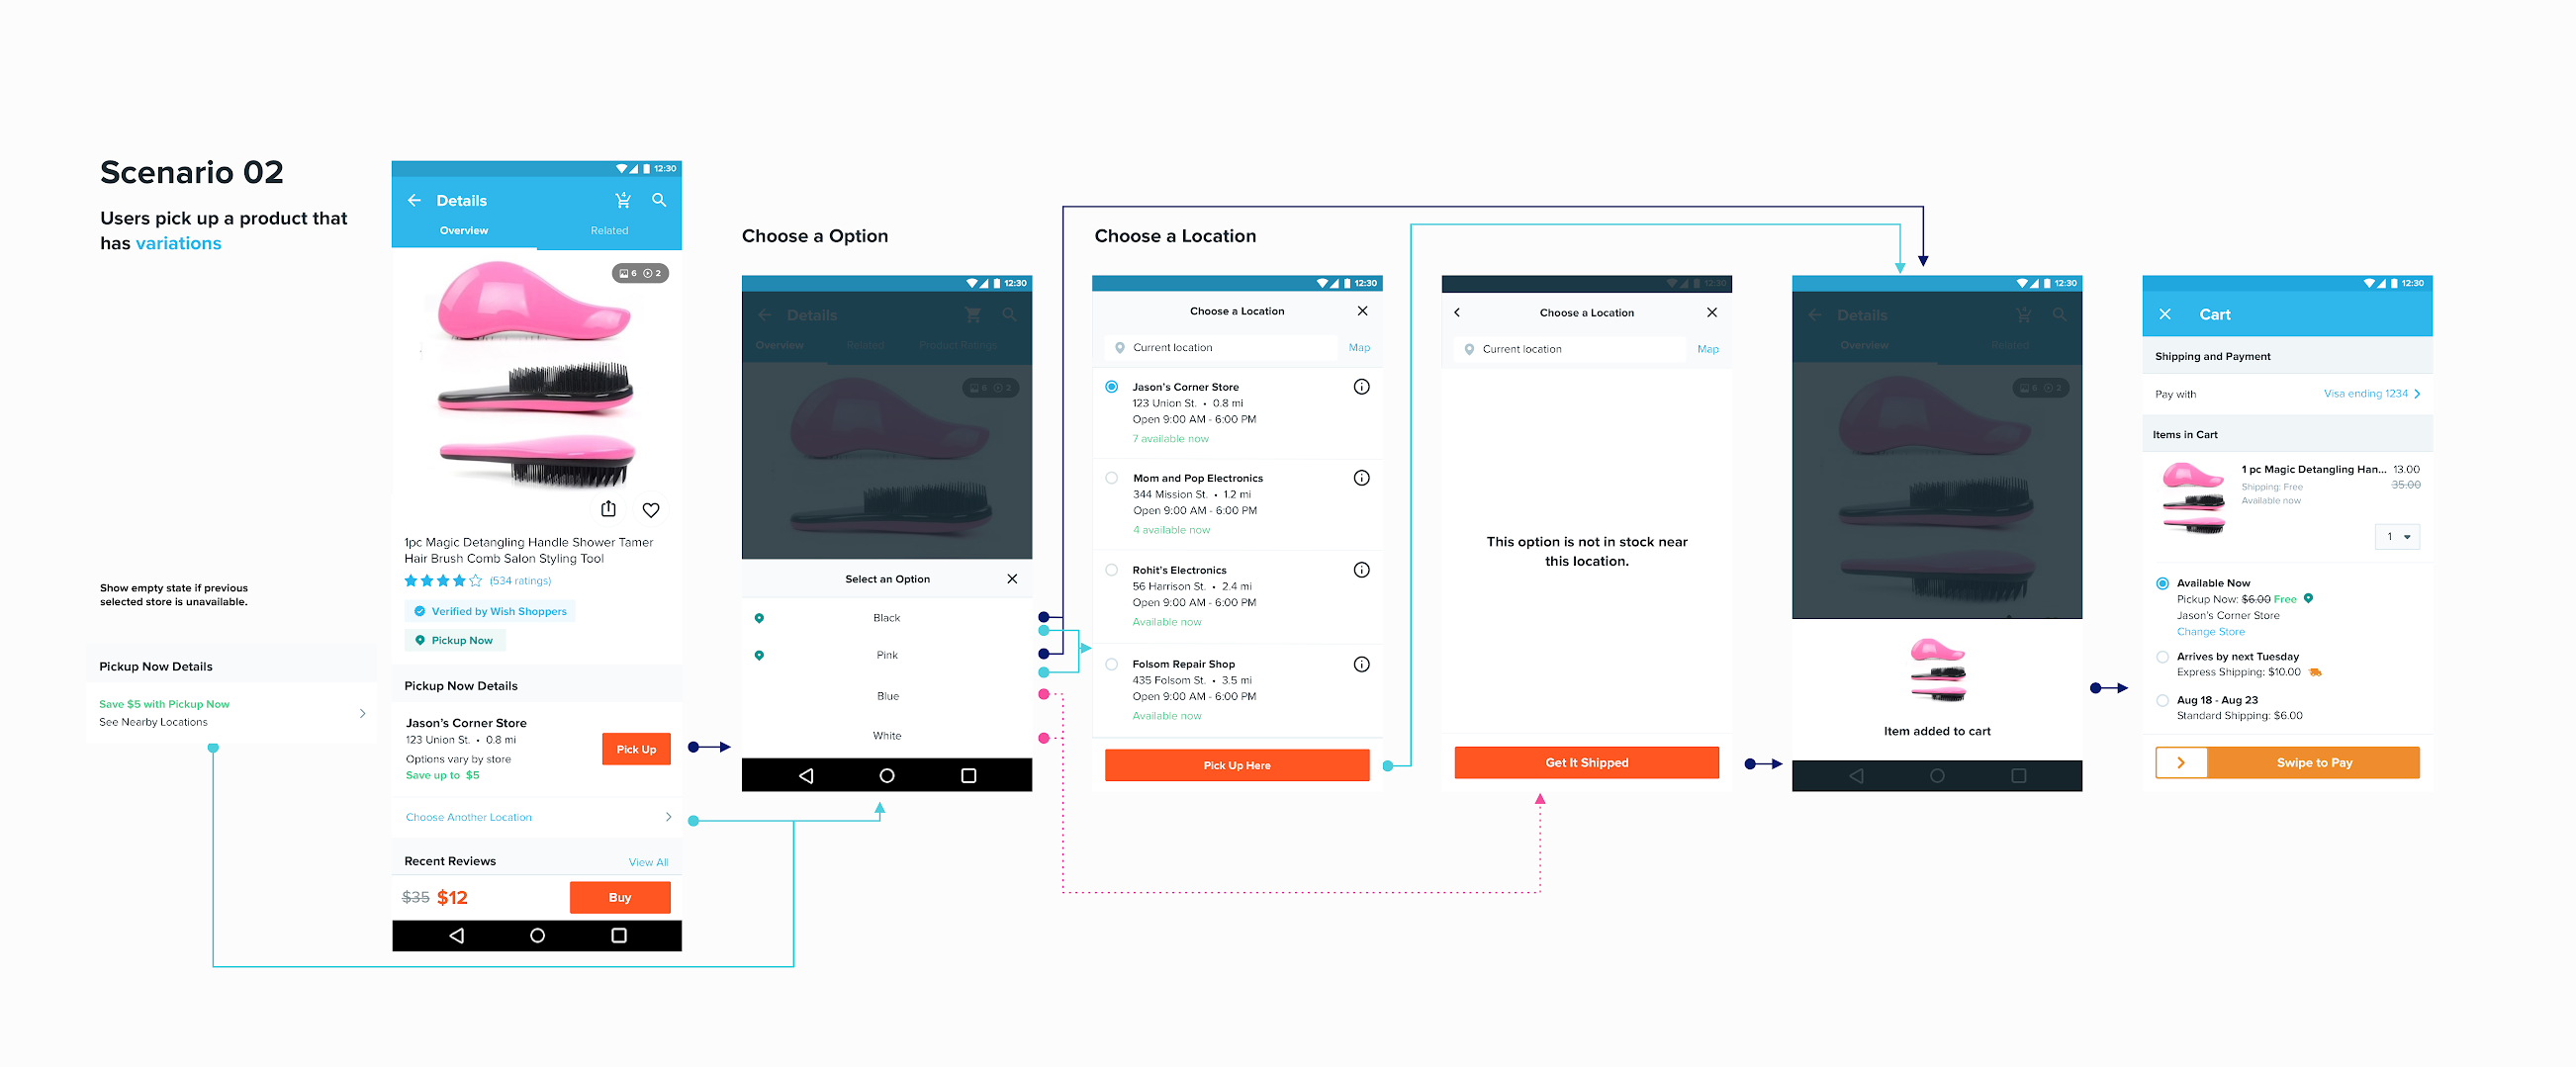 Scenario 02
Users pick up a product that
has variations
Show empty state if previous
selected store is unavailable.
Pickup Now Details
Save $5 with Pickup Now
See Nearby Locations
12:30
Details
4
Overview
Related
6
2
1pc Magic Detangling Handle Shower Tamer
Hair Brush Comb Salon Styling Tool
(534 ratings)
Verified by Wish Shoppers
Pickup Now
Pickup Now Details
Jason's Corner Store
123 Union St. • 0.8 mi
Options vary by store
Save up to $5
Pick Up
Choose Another Location
Recent Reviews
View All
$35 $12
Buy
Choose a Option
12:30
Details
Overview
Related
Product Ratings
6
2
Select an Option
Black
Pink
Blue
White
Choose a Location
12:30
Choose a Location
Current location
Map
Jason's Corner Store
123 Union St. • 0.8 mi
Open 9:00 AM - 6:00 PM
7 available now
Mom and Pop Electronics
344 Mission St. • 1.2 mi
Open 9:00 AM - 6:00 PM
4 available now
Rohit's Electronics
56 Harrison St. • 2.4 mi
Open 9:00 AM - 6:00 PM
Available now
Folsom Repair Shop
435 Folsom St. • 3.5 mi
Open 9:00 AM - 6:00 PM
Available now
Pick Up Here
12:30
Choose a Location
Current location
Map
This option is not in stock near
this location.
Get It Shipped
12:30
Details
Overview
Related
6
2
Item added to cart
12:30
Cart
Shipping and Payment
Pay with
Visa ending 1234
Items in Cart
1 pc Magic Detangling Han... 13.00
Shipping: Free
35.00
Available now
1
Available Now
Pickup Now: $6.00 Free
Jason's Corner Store
Change Store
Arrives by next Tuesday
Express Shipping: $10.00
Aug 18 - Aug 23
Standard Shipping: $6.00
Swipe to Pay